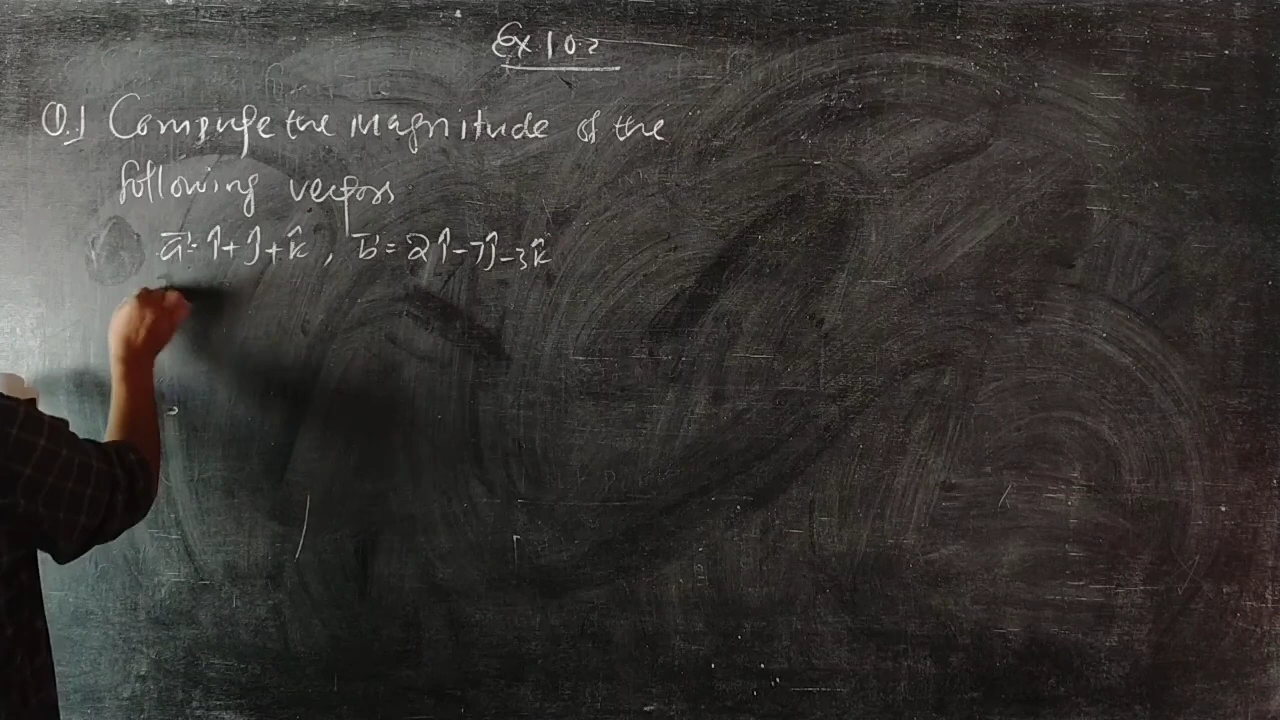 Ex 10.2
Q.1 Compute the magnitude of the
following vectors
a⃗ = î + ĵ + k̂ , b⃗ = 2î - 7ĵ - 3k̂